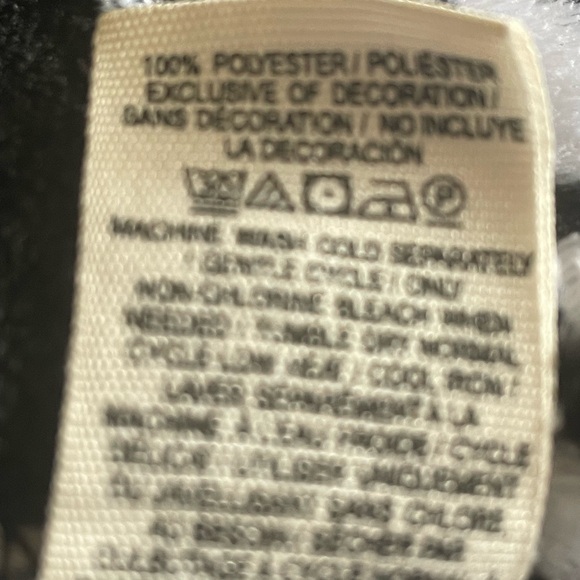 100% POLYESTER / POLIÉSTER
EXCLUSIVE OF DECORATION /
SANS DÉCORATION / NO INCLUYE
LA DECORACIÓN
P
MACHINE WASH COLD SEPARATELY
/ GENTLE CYCLE / ONLY
NON-CHLORINE BLEACH WHEN
NEEDED / TUMBLE DRY NORMAL
CYCLE LOW HEAT / COOL IRON /
LAVER SÉPARÉMENT À LA
MACHINE À L'EAU FROIDE / CYCLE
DÉLICAT / UTILISER UNIQUEMENT
DU JAVELLISANT SANS CHLORE
AU BESOIN / SÉCHER PAR